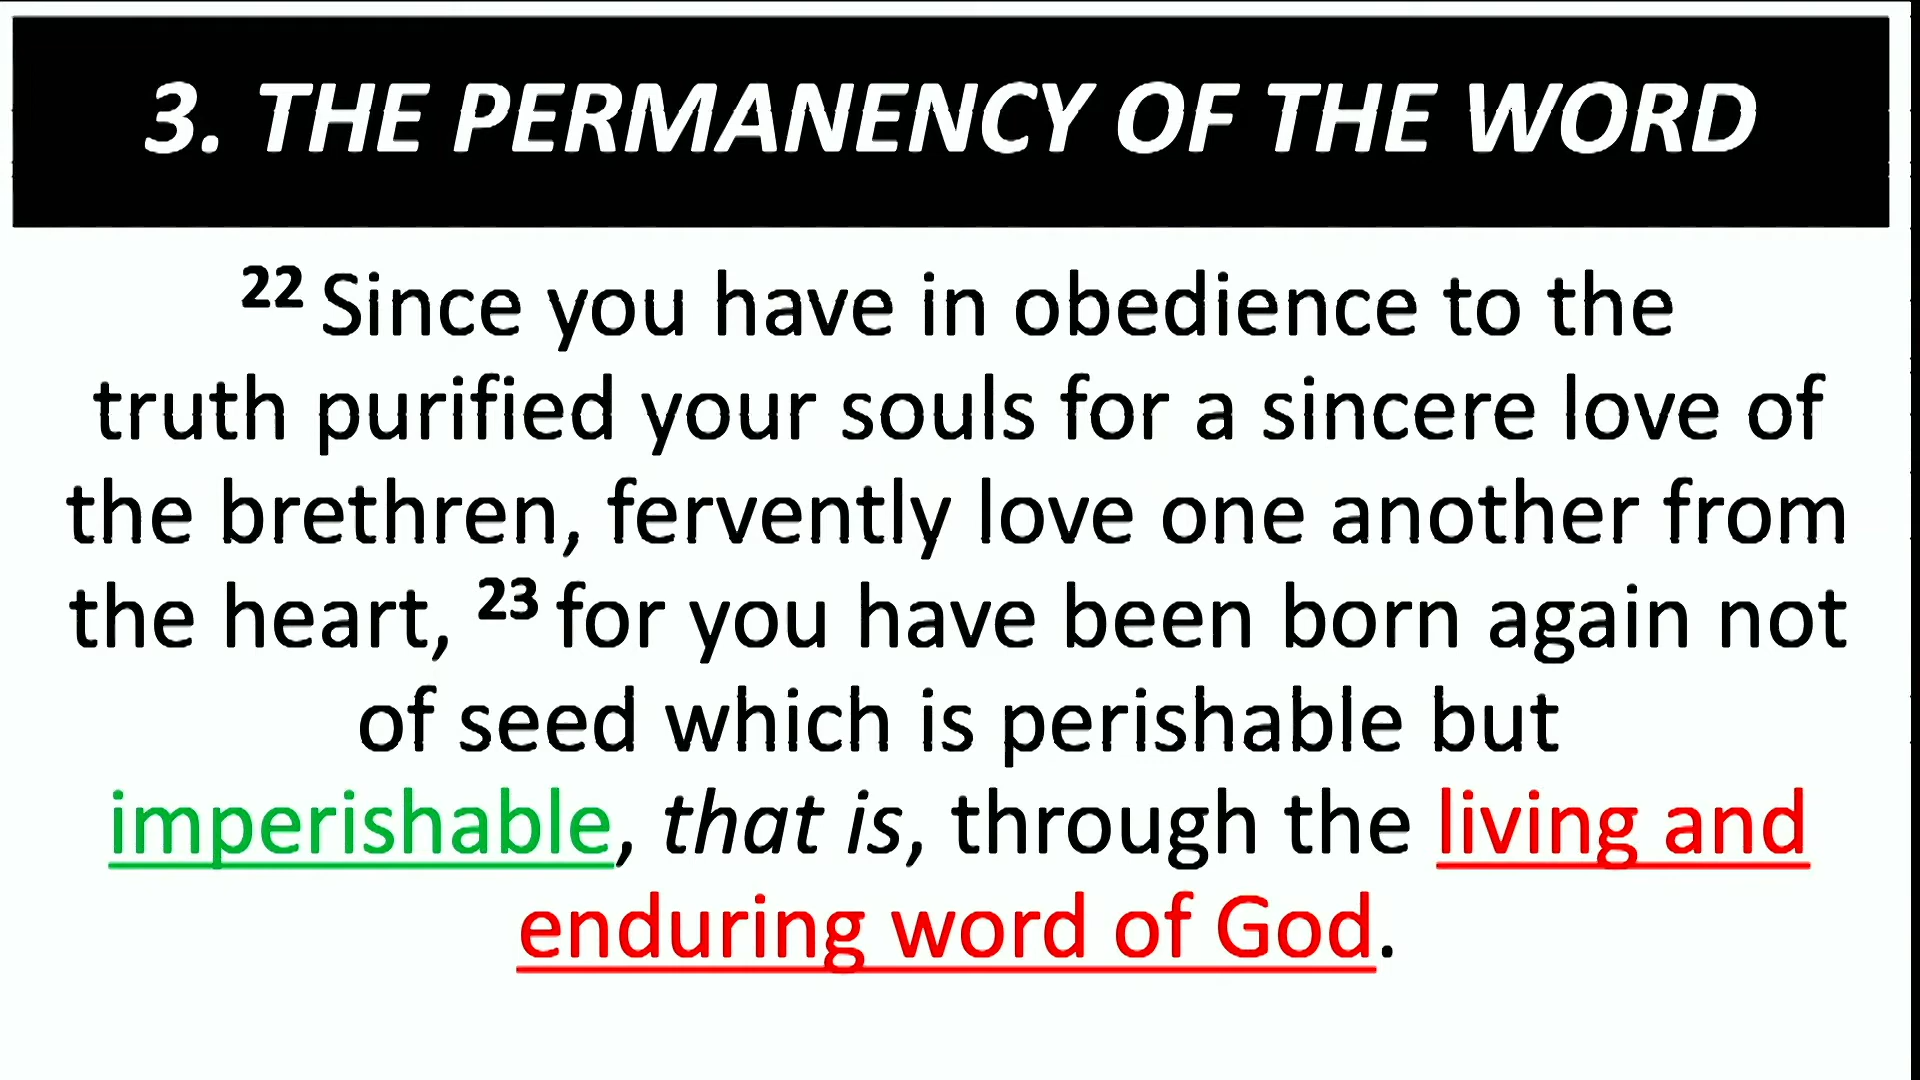 3. THE PERMANENCY OF THE WORD
22 Since you have in obedience to the
truth purified your souls for a sincere love of
the brethren, fervently love one another from
the heart, 23 for you have been born again not
of seed which is perishable but
imperishable, that is, through the living and
enduring word of God.